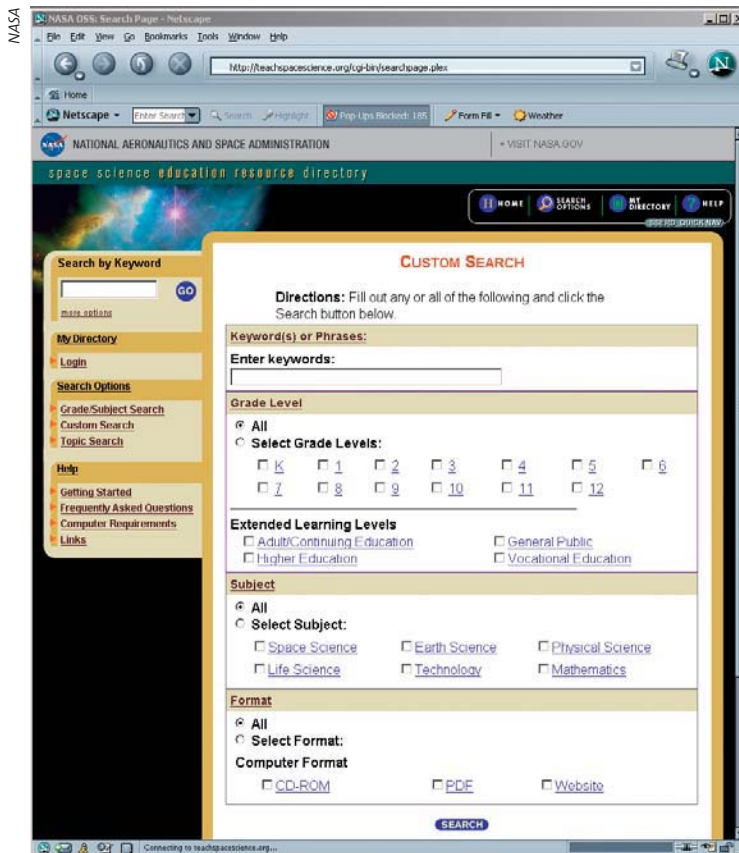 NASA
NASA OSS: Search Page - Netscape
File Edit View Go Bookmarks Tools Window Help
http://teachspacescience.org/cgi-bin/searchpage.plex
Home
Netscape Enter Search Search Highlight Pop-Ups Blocked: 185 Form Fill Weather
NATIONAL AERONAUTICS AND SPACE ADMINISTRATION
• VISIT NASA.GOV
space science education resource directory
HOME SEARCH OPTIONS MY DIRECTORY HELP
SSERD QUICK NAV
Search by Keyword
GO
more options
My Directory
Login
Search Options
Grade/Subject Search
Custom Search
Topic Search
Help
Getting Started
Frequently Asked Questions
Computer Requirements
Links
CUSTOM SEARCH
Directions: Fill out any or all of the following and click the
Search button below.
Keyword(s) or Phrases:
Enter keywords:
Grade Level
All
Select Grade Levels:
K 1 2 3 4 5 6
7 8 9 10 11 12
Extended Learning Levels
Adult/Continuing Education General Public
Higher Education Vocational Education
Subject
All
Select Subject:
Space Science Earth Science Physical Science
Life Science Technology Mathematics
Format
All
Select Format:
Computer Format
CD-ROM PDF Website
SEARCH
Connecting to teachspacescience.org...